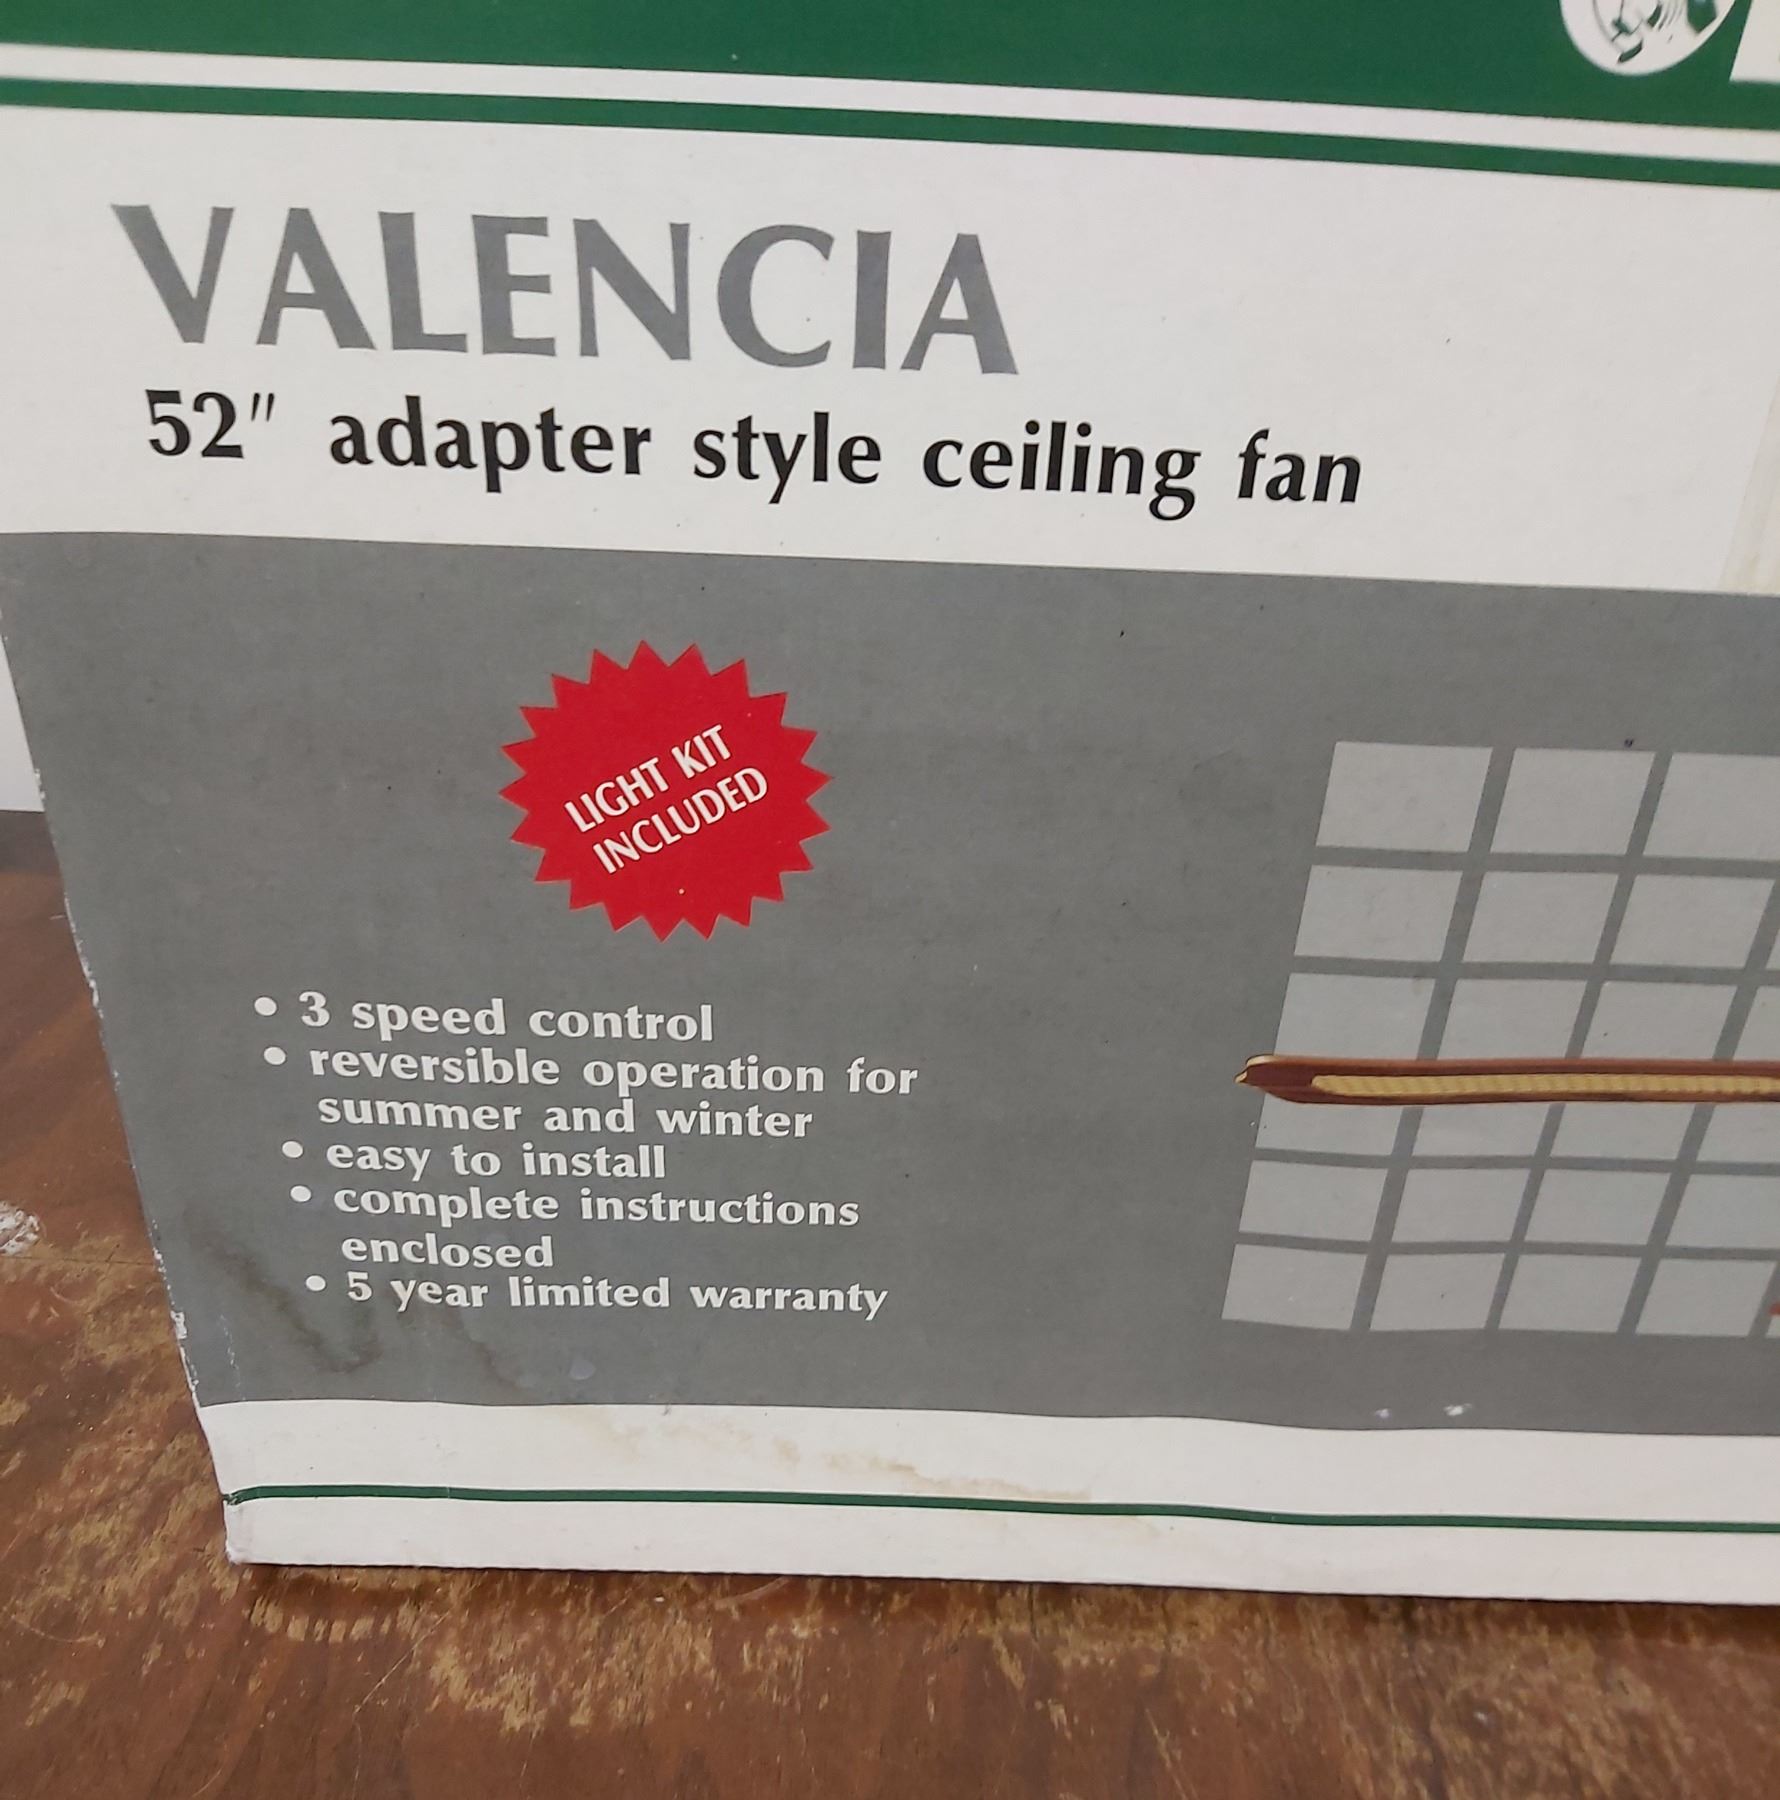 VALENCIA
52" adapter style ceiling fan
LIGHT KIT
INCLUDED
• 3 speed control
• reversible operation for
summer and winter
• easy to install
• complete instructions
enclosed
• 5 year limited warranty